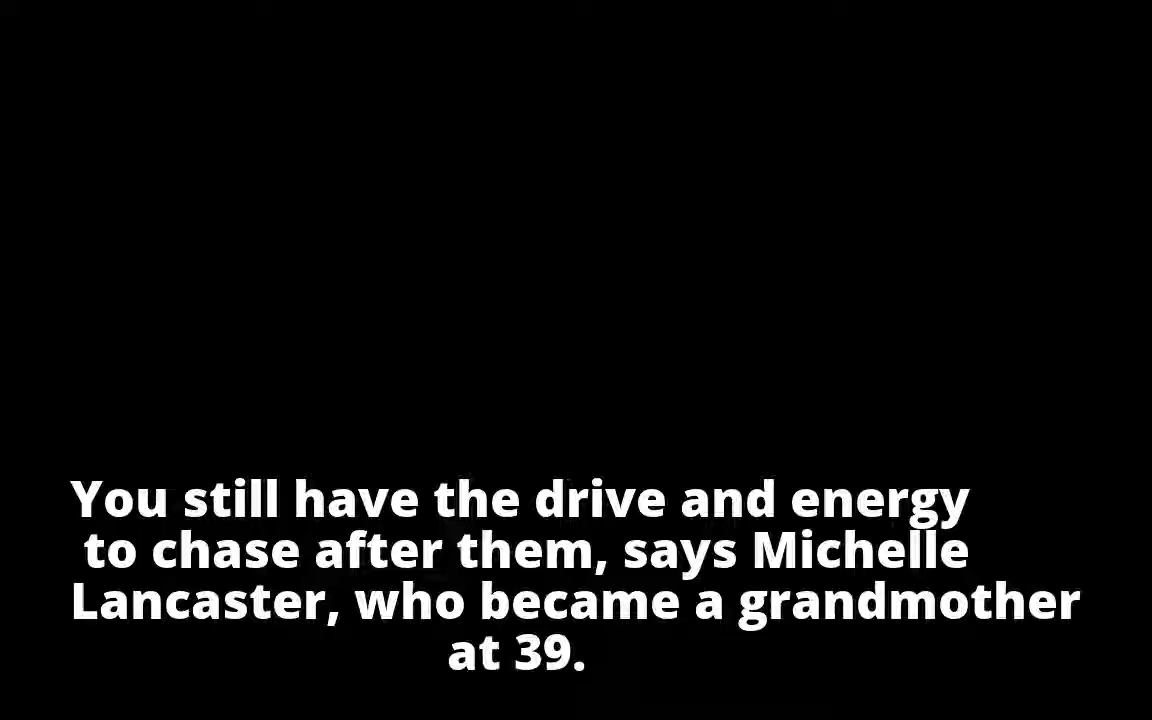 You still have the drive and energy
to chase after them, says Michelle
Lancaster, who became a grandmother
at 39.